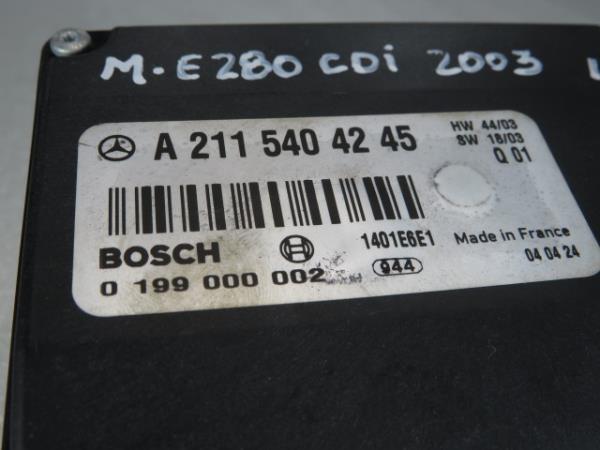 M.E280 CDi 2003
A 211 540 42 45
HW 44/03
SW 18/03
Q 01
BOSCH
1401E6E1
Made in France
0 199 000 002
944
04 04 24